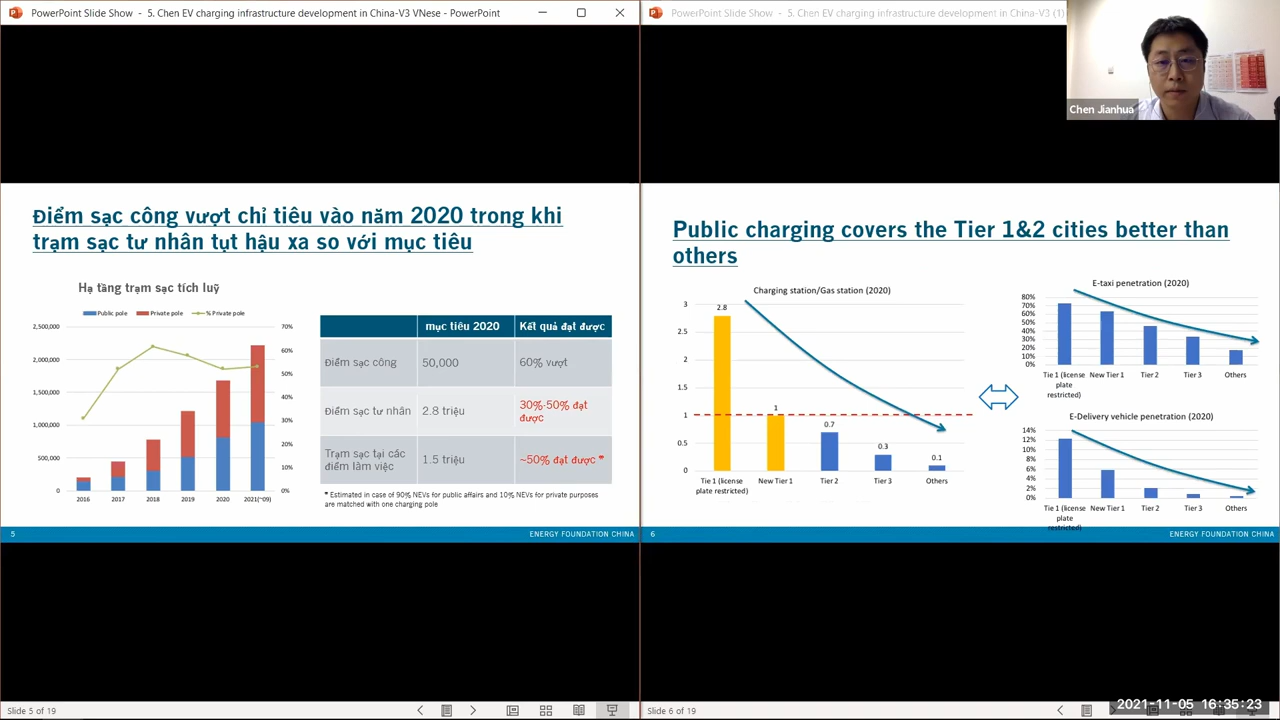 PowerPoint Slide Show - 5. Chen EV charging infrastructure development in China-V3 VNese - PowerPoint
PowerPoint Slide Show - 5. Chen EV charging infrastructure development in China-V3 (1)
Chen Jianhua
Điểm sạc công vượt chỉ tiêu vào năm 2020 trong khi
trạm sạc tư nhân tụt hậu xa so với mục tiêu
Hạ tầng trạm sạc tích luỹ
Public pole Private pole % Private pole
2,500,000
2,000,000
1,500,000
1,000,000
500,000
0
70%
60%
50%
40%
30%
20%
10%
0%
2016 2017 2018 2019 2020 2021(~09)
mục tiêu 2020 Kết quả đạt được
Điểm sạc công 50,000 60% vượt
Điểm sạc tư nhân 2.8 triệu 30%-50% đạt
được
Trạm sạc tại các
điểm làm việc 1.5 triệu ~50% đạt được *
* Estimated in case of 90% NEVs for public affairs and 10% NEVs for private purposes
are matched with one charging pole
5 ENERGY FOUNDATION CHINA
Public charging covers the Tier 1&2 cities better than
others
Charging station/Gas station (2020)
3
2.5
2
1.5
1
0.5
0
2.8
1
0.7
0.3
0.1
Tie 1 (license
plate restricted)
New Tier 1 Tier 2 Tier 3 Others
E-taxi penetration (2020)
80%
70%
60%
50%
40%
30%
20%
10%
0%
Tie 1 (license
plate
restricted)
New Tier 1 Tier 2 Tier 3 Others
E-Delivery vehicle penetration (2020)
14%
12%
10%
8%
6%
4%
2%
0%
Tie 1 (license
plate
restricted)
New Tier 1 Tier 2 Tier 3 Others
6 ENERGY FOUNDATION CHINA
Slide 5 of 19
Slide 6 of 19
2021-11-05 16:35:23